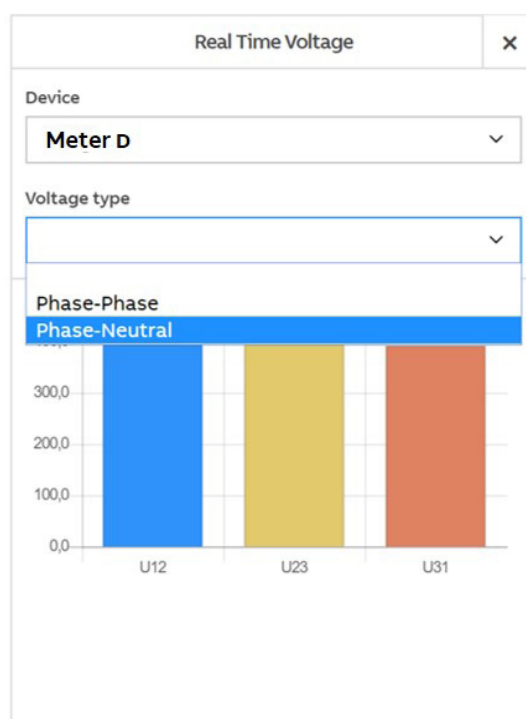 Real Time Voltage ×
Device
Meter D
Voltage type
Phase-Phase
Phase-Neutral
300,0
200,0
100,0
0,0
U12 U23 U31